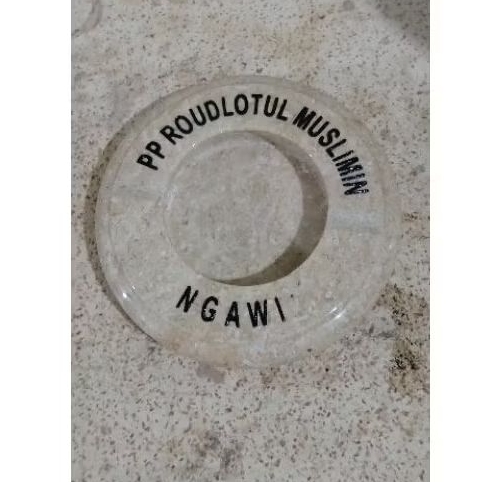 PP ROUDLOTUL MUSLIMIN
NGAWI